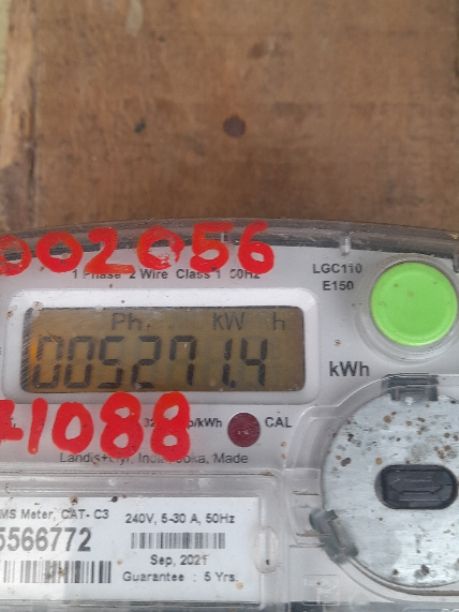 002056
1 Phase 2 Wire Class 1 50Hz
LGC110
E150
Ph kW h
005271.4
kWh
1088
CAL
Made
MS Meter, CAT- C3
240V, 5-30 A, 50Hz
5566772
Sep, 2021
Guarantee : 5 Yrs.